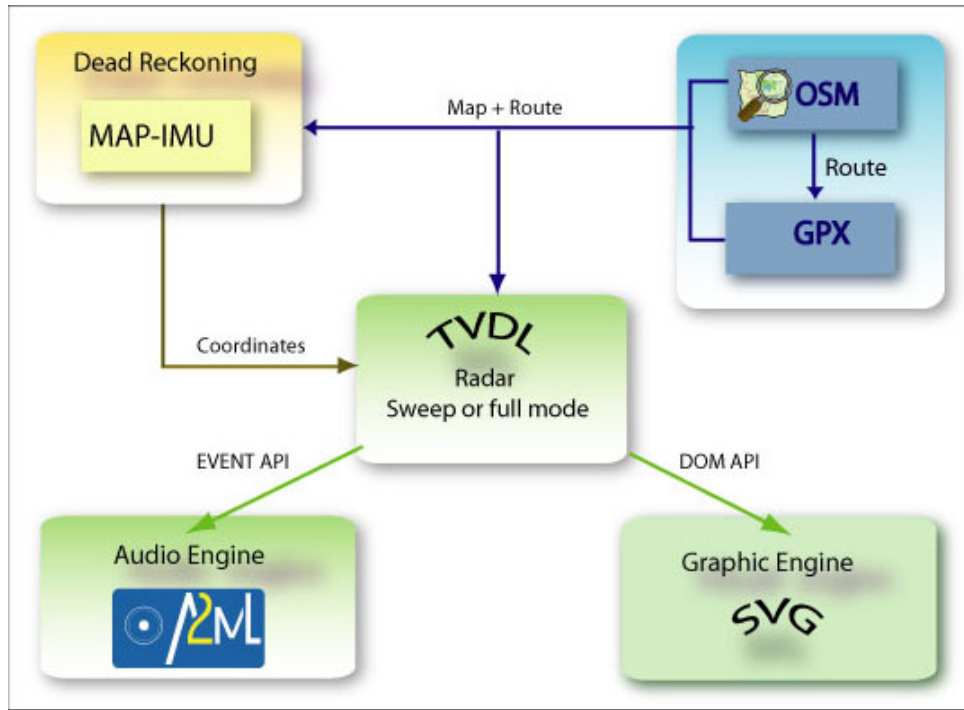 Dead Reckoning
MAP-IMU
Map + Route
OSM
Route
GPX
TVDL
Radar
Sweep or full mode
Coordinates
EVENT API
DOM API
Audio Engine
A2ML
Graphic Engine
SVG